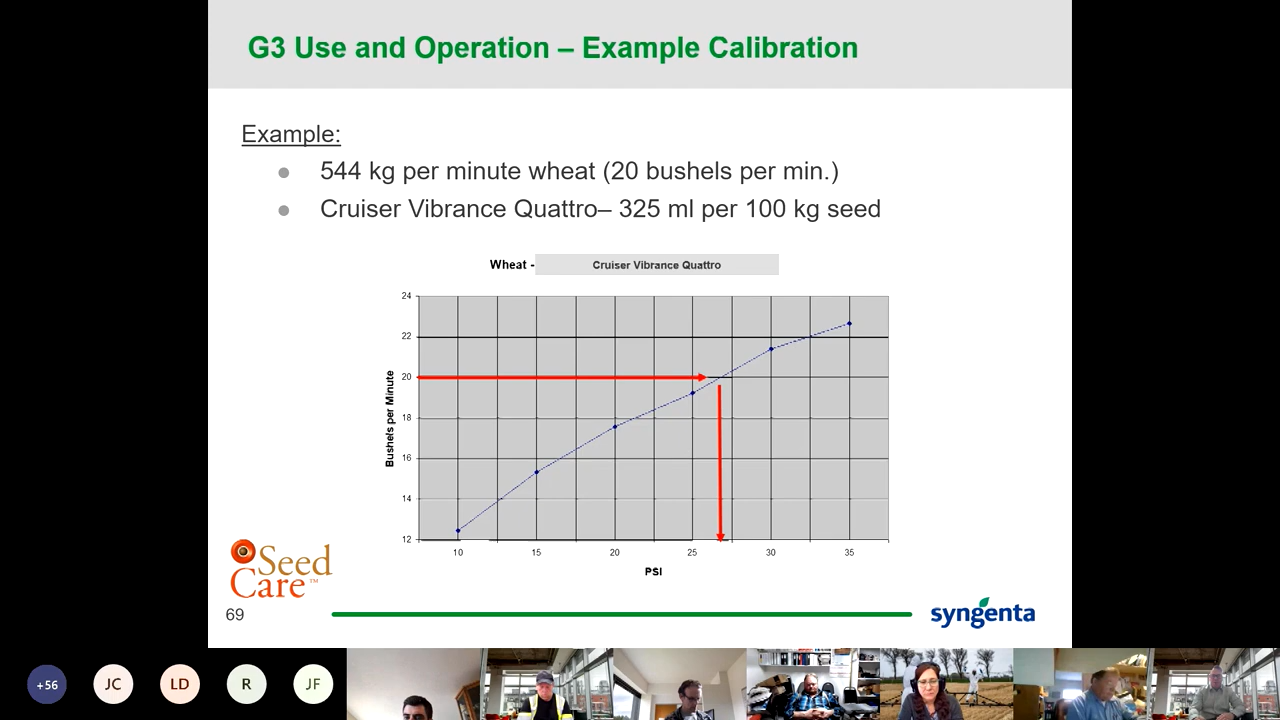 G3 Use and Operation – Example Calibration
Example:
544 kg per minute wheat (20 bushels per min.)
Cruiser Vibrance Quattro– 325 ml per 100 kg seed
Wheat - Cruiser Vibrance Quattro
24
22
20
18
16
14
12
Bushels per Minute
10 15 20 25 30 35
PSI
Seed
Care™
69
syngenta
+56 JC LD R JF